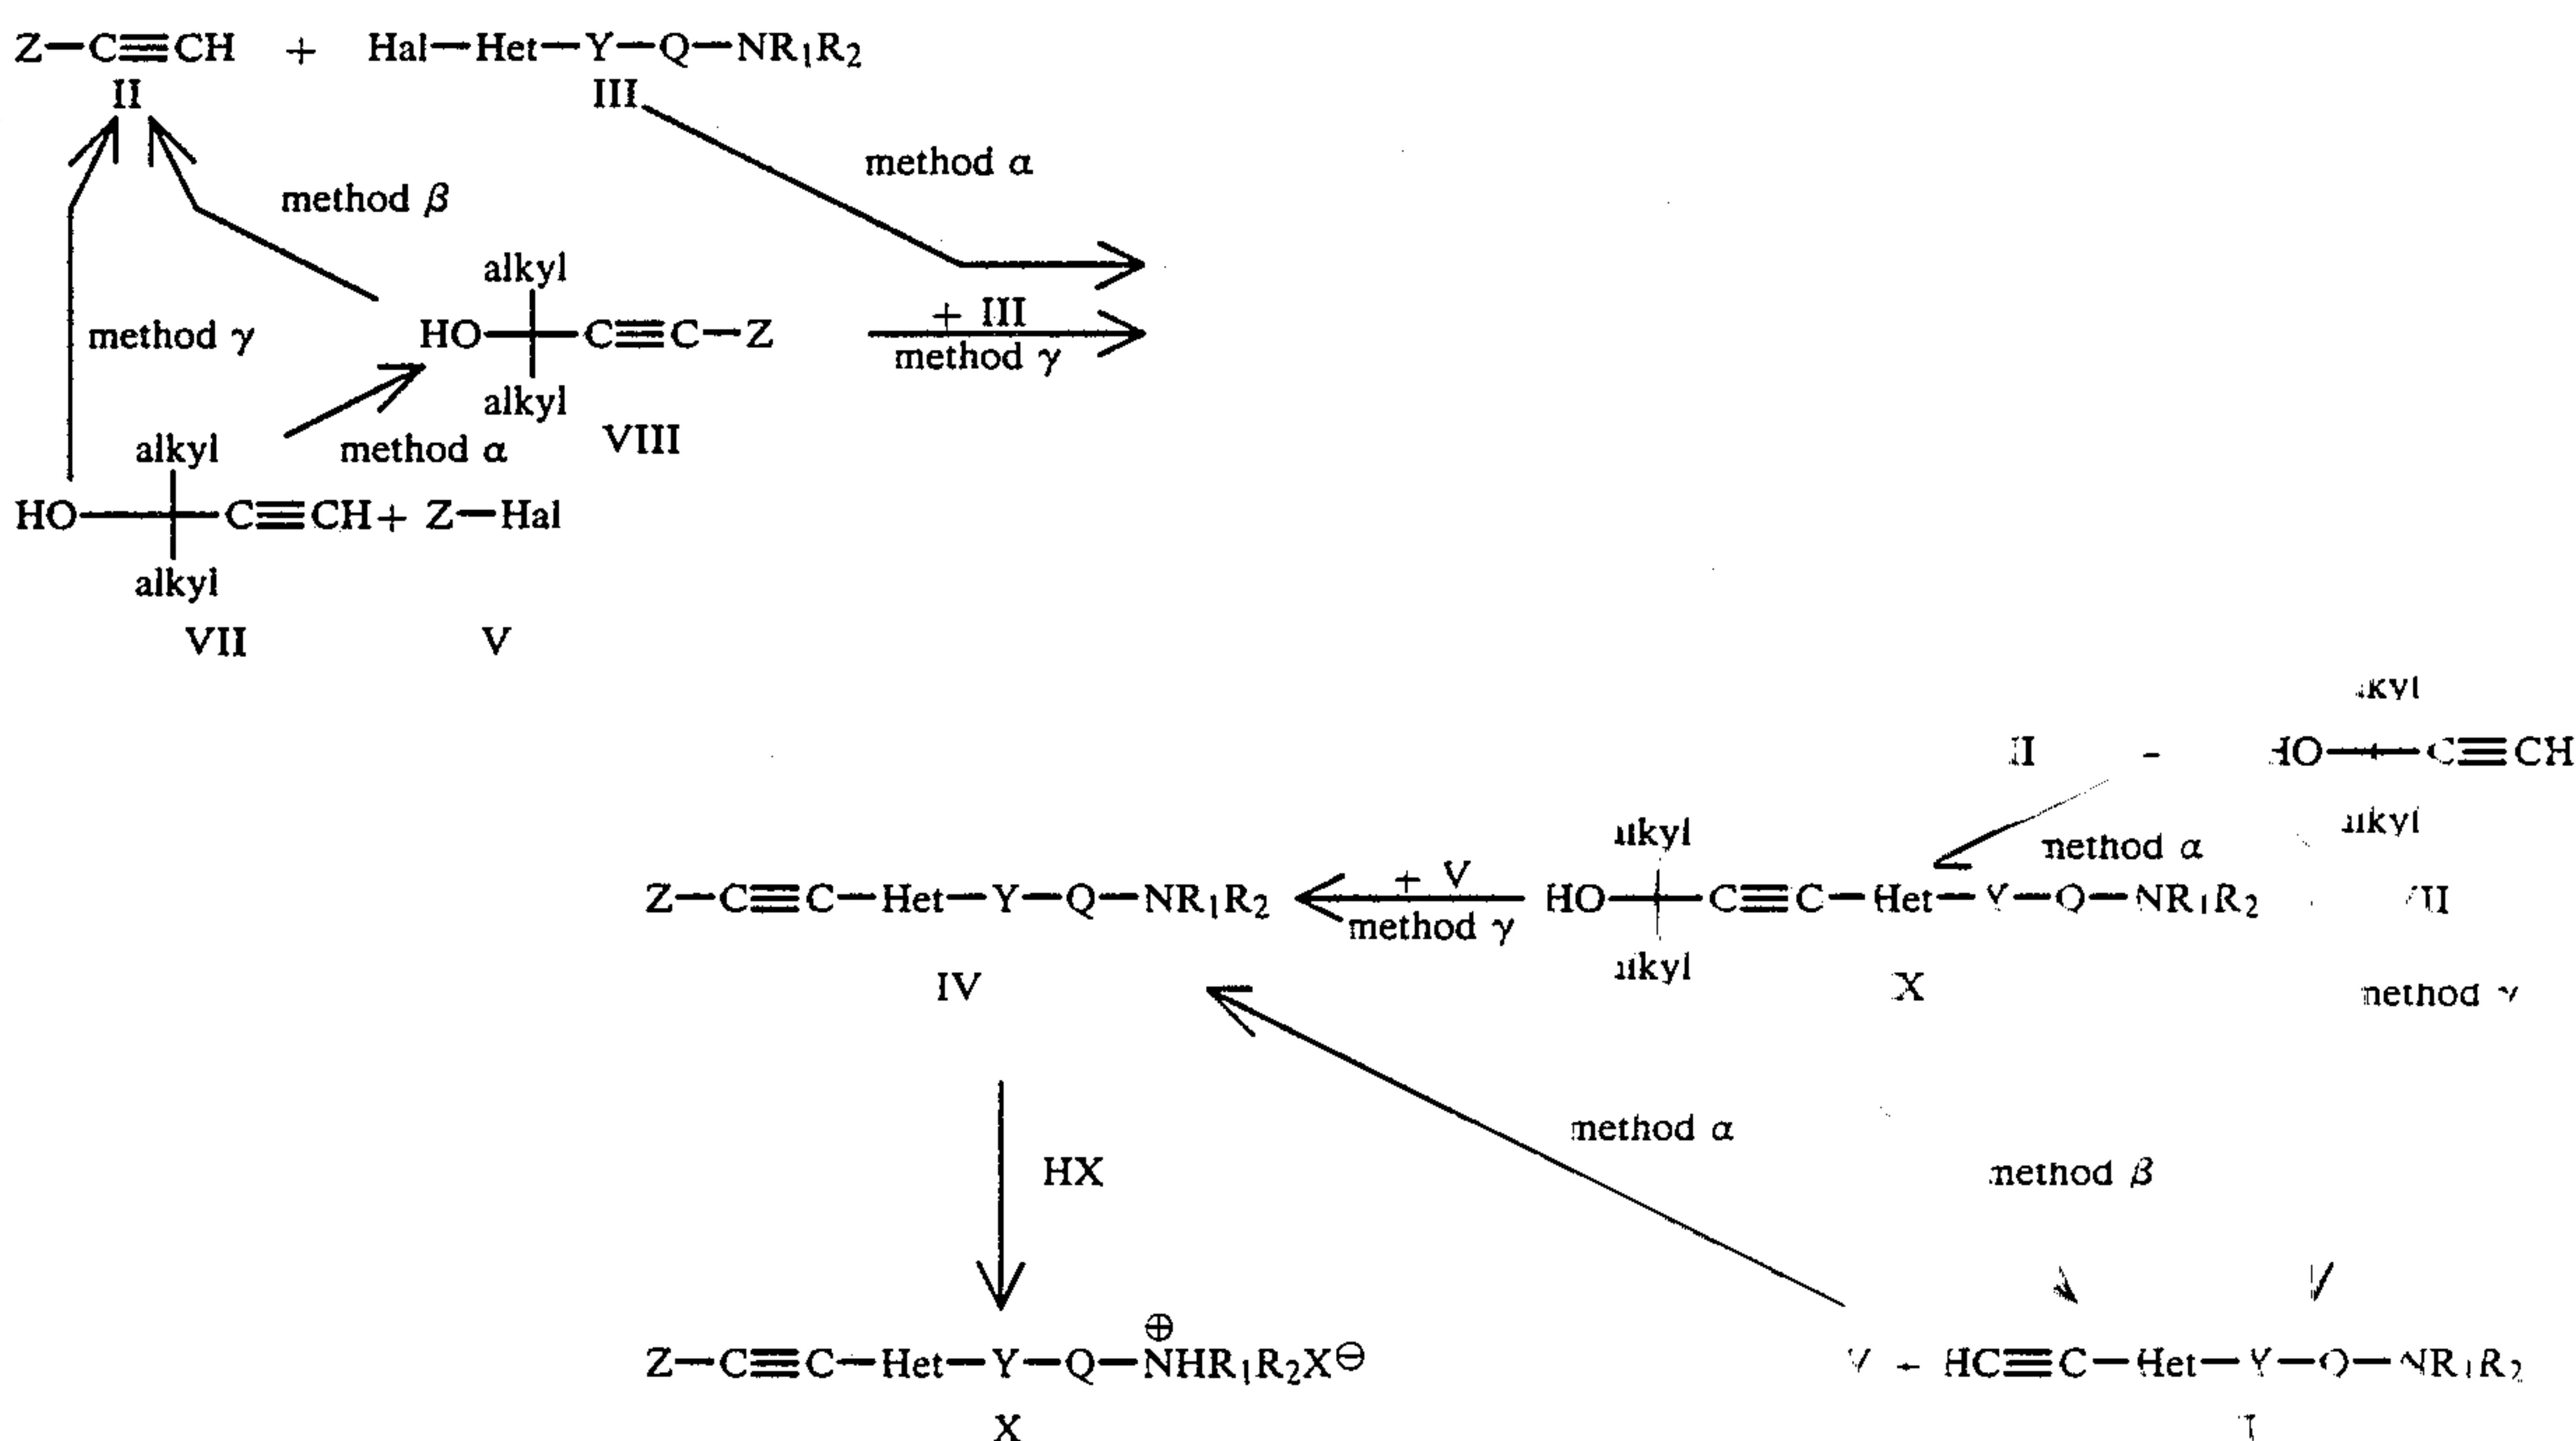 Z—C≡CH + Hal—Het—Y—Q—NR₁R₂
II III
method α
method β
alkyl
HO—C≡C—Z
alkyl
VIII
+ III
method γ
method γ
method α
alkyl
HO—C≡CH + Z—Hal
alkyl
VII V
HO—C≡CH
Z—C≡C—Het—Y—Q—NR₁R₂
IV
+ V
method γ
HO—C≡C—Het—Y—Q—NR₁R₂
X
HX
method α
method β
Z—C≡C—Het—Y—Q—N⊕HR₁R₂X⊖
X
HC≡C—Het—Y—Q—NR₁R₂